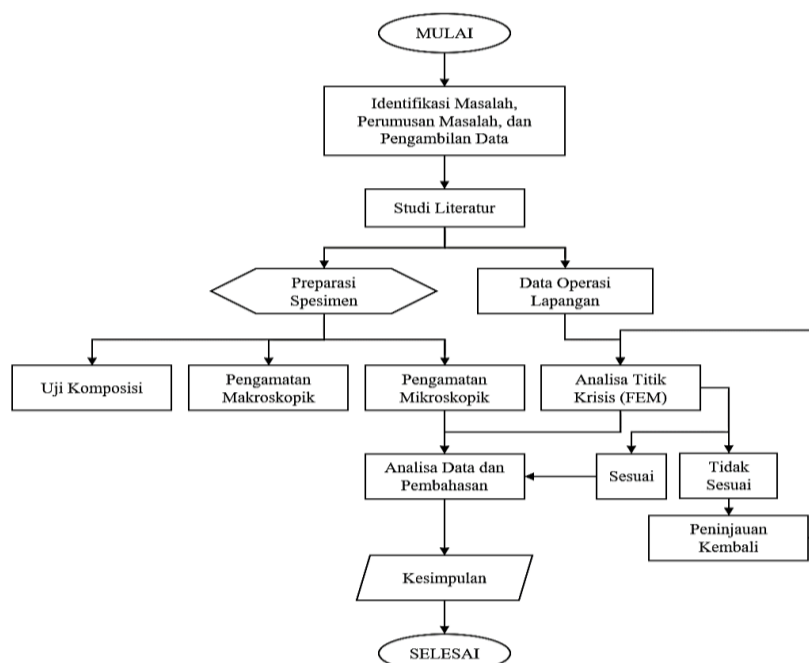 MULAI
Identifikasi Masalah,
Perumusan Masalah, dan
Pengambilan Data
Studi Literatur
Preparasi
Spesimen
Data Operasi
Lapangan
Uji Komposisi
Pengamatan
Makroskopik
Pengamatan
Mikroskopik
Analisa Titik
Krisis (FEM)
Analisa Data dan
Pembahasan
Sesuai
Tidak
Sesuai
Peninjauan
Kembali
Kesimpulan
SELESAI